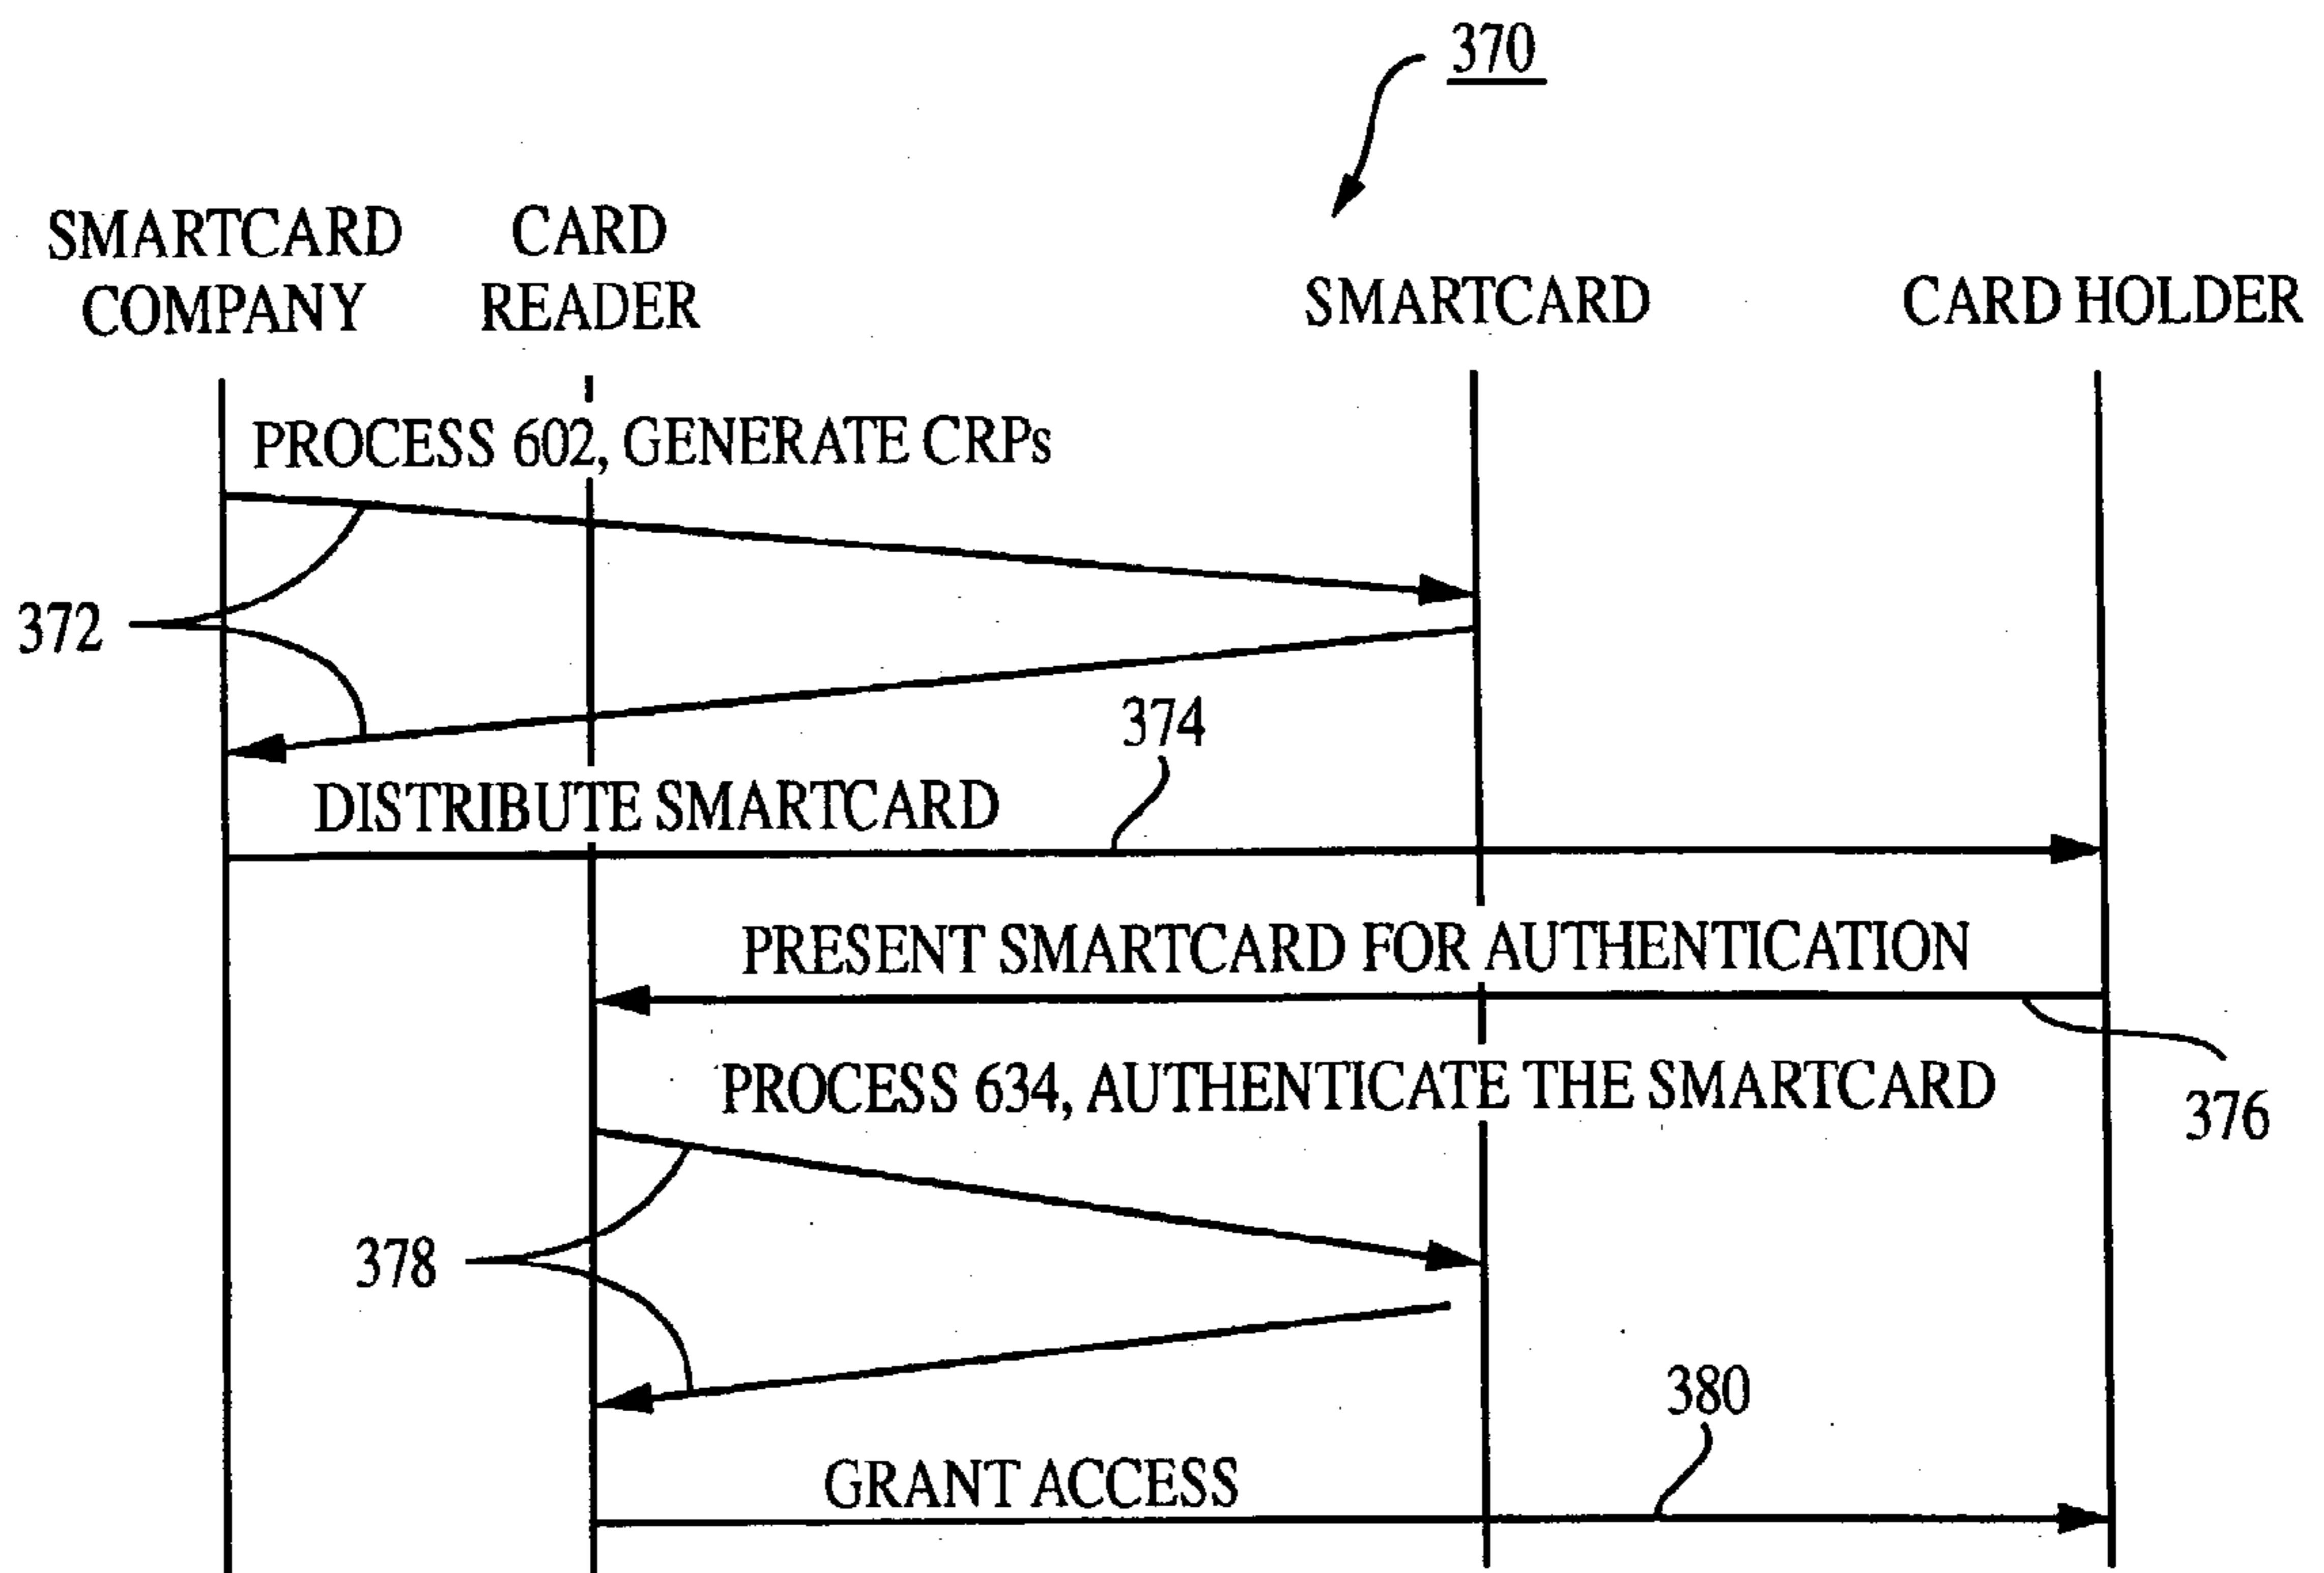 370
SMARTCARD
COMPANY
CARD
READER
SMARTCARD
CARD HOLDER
PROCESS 602, GENERATE CRPs
372
374
DISTRIBUTE SMARTCARD
PRESENT SMARTCARD FOR AUTHENTICATION
PROCESS 634, AUTHENTICATE THE SMARTCARD
376
378
380
GRANT ACCESS